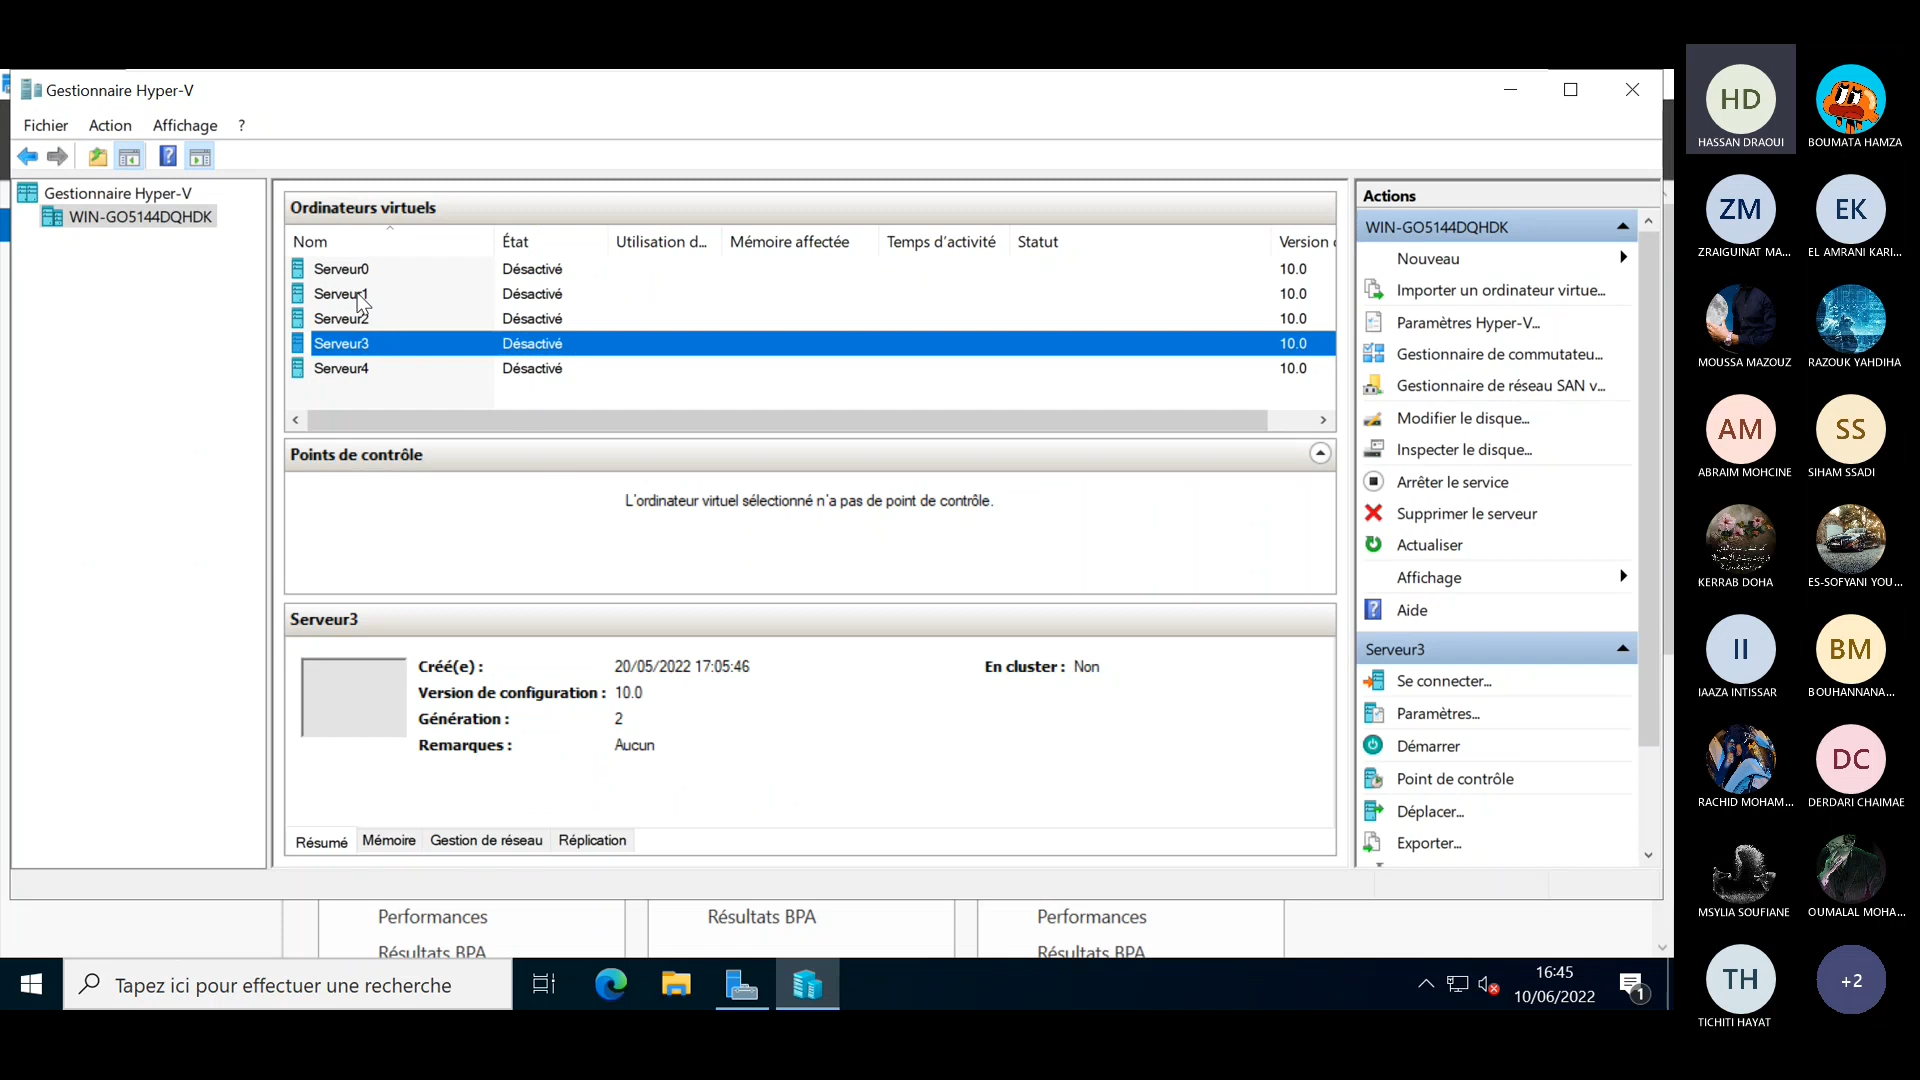 Gestionnaire Hyper-V
Fichier Action Affichage ?
Gestionnaire Hyper-V
WIN-GO5144DQHDK
Ordinateurs virtuels
Nom État Utilisation d... Mémoire affectée Temps d'activité Statut Version
Serveur0 Désactivé 10.0
Serveur1 Désactivé 10.0
Serveur2 Désactivé 10.0
Serveur3 Désactivé 10.0
Serveur4 Désactivé 10.0
Points de contrôle
L'ordinateur virtuel sélectionné n'a pas de point de contrôle.
Serveur3
Créé(e) : 20/05/2022 17:05:46 En cluster : Non
Version de configuration : 10.0
Génération : 2
Remarques : Aucun
Résumé Mémoire Gestion de réseau Réplication
Actions
WIN-GO5144DQHDK
Nouveau
Importer un ordinateur virtue...
Paramètres Hyper-V...
Gestionnaire de commutateu...
Gestionnaire de réseau SAN v...
Modifier le disque...
Inspecter le disque...
Arrêter le service
Supprimer le serveur
Actualiser
Affichage
Aide
Serveur3
Se connecter...
Paramètres...
Démarrer
Point de contrôle
Déplacer...
Exporter...
Performances Résultats BPA Performances
Résultats BPA Résultats BPA
Tapez ici pour effectuer une recherche
16:45
10/06/2022
1
HD
HASSAN DRAOUI BOUMATA HAMZA
ZM EK
ZRAIGUINAT MA... EL AMRANI KARI...
MOUSSA MAZOUZ RAZOUK YAHDIHA
AM SS
ABRAIM MOHCINE SIHAM SSADI
KERRAB DOHA ES-SOFYANI YOU...
II BM
IAAZA INTISSAR BOUHANNANA...
DC
RACHID MOHAM... DERDARI CHAIMAE
MSYLIA SOUFIANE OUMALAL MOHA...
TH +2
TICHITI HAYAT